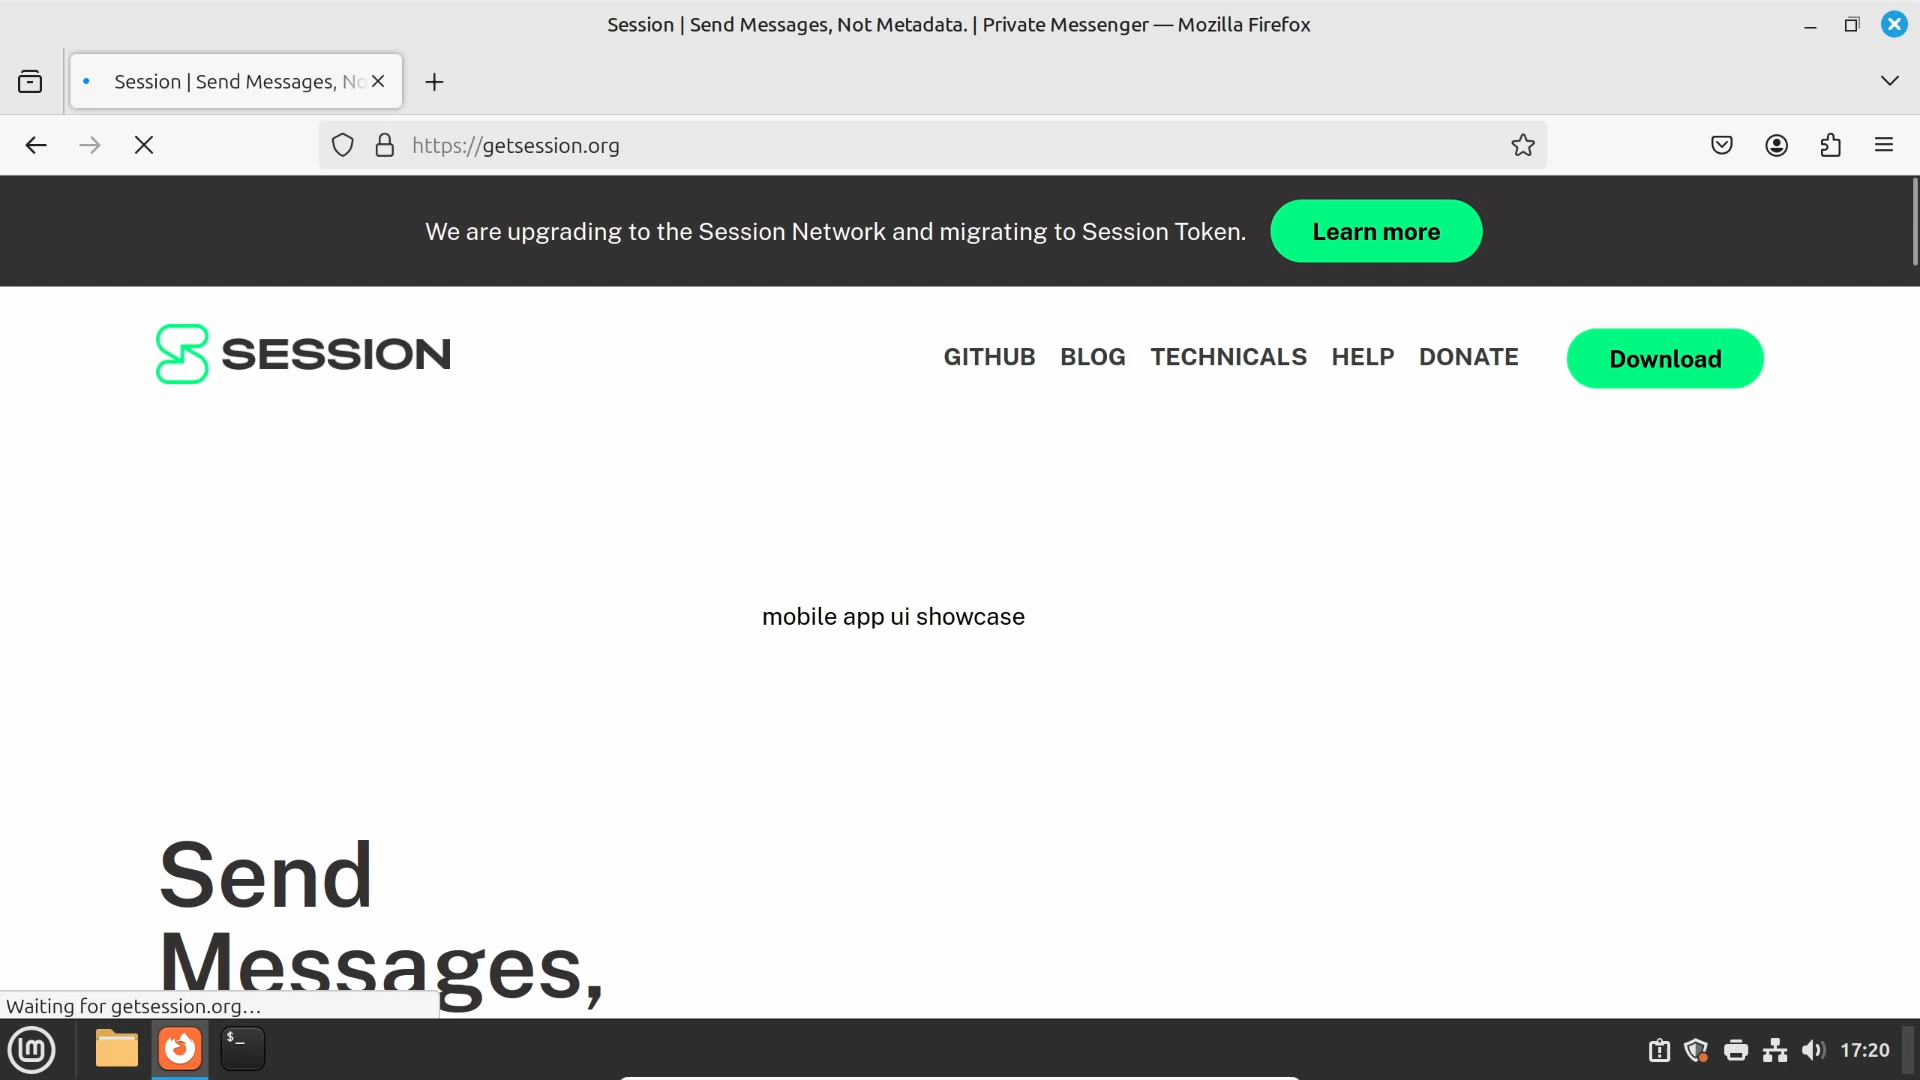 Session | Send Messages, Not Metadata. | Private Messenger — Mozilla Firefox
Session | Send Messages, No
https://getsession.org
We are upgrading to the Session Network and migrating to Session Token.
Learn more
SESSION
GITHUB
BLOG
TECHNICALS
HELP
DONATE
Download
mobile app ui showcase
Send
Messages,
Waiting for getsession.org…
$_
17:20